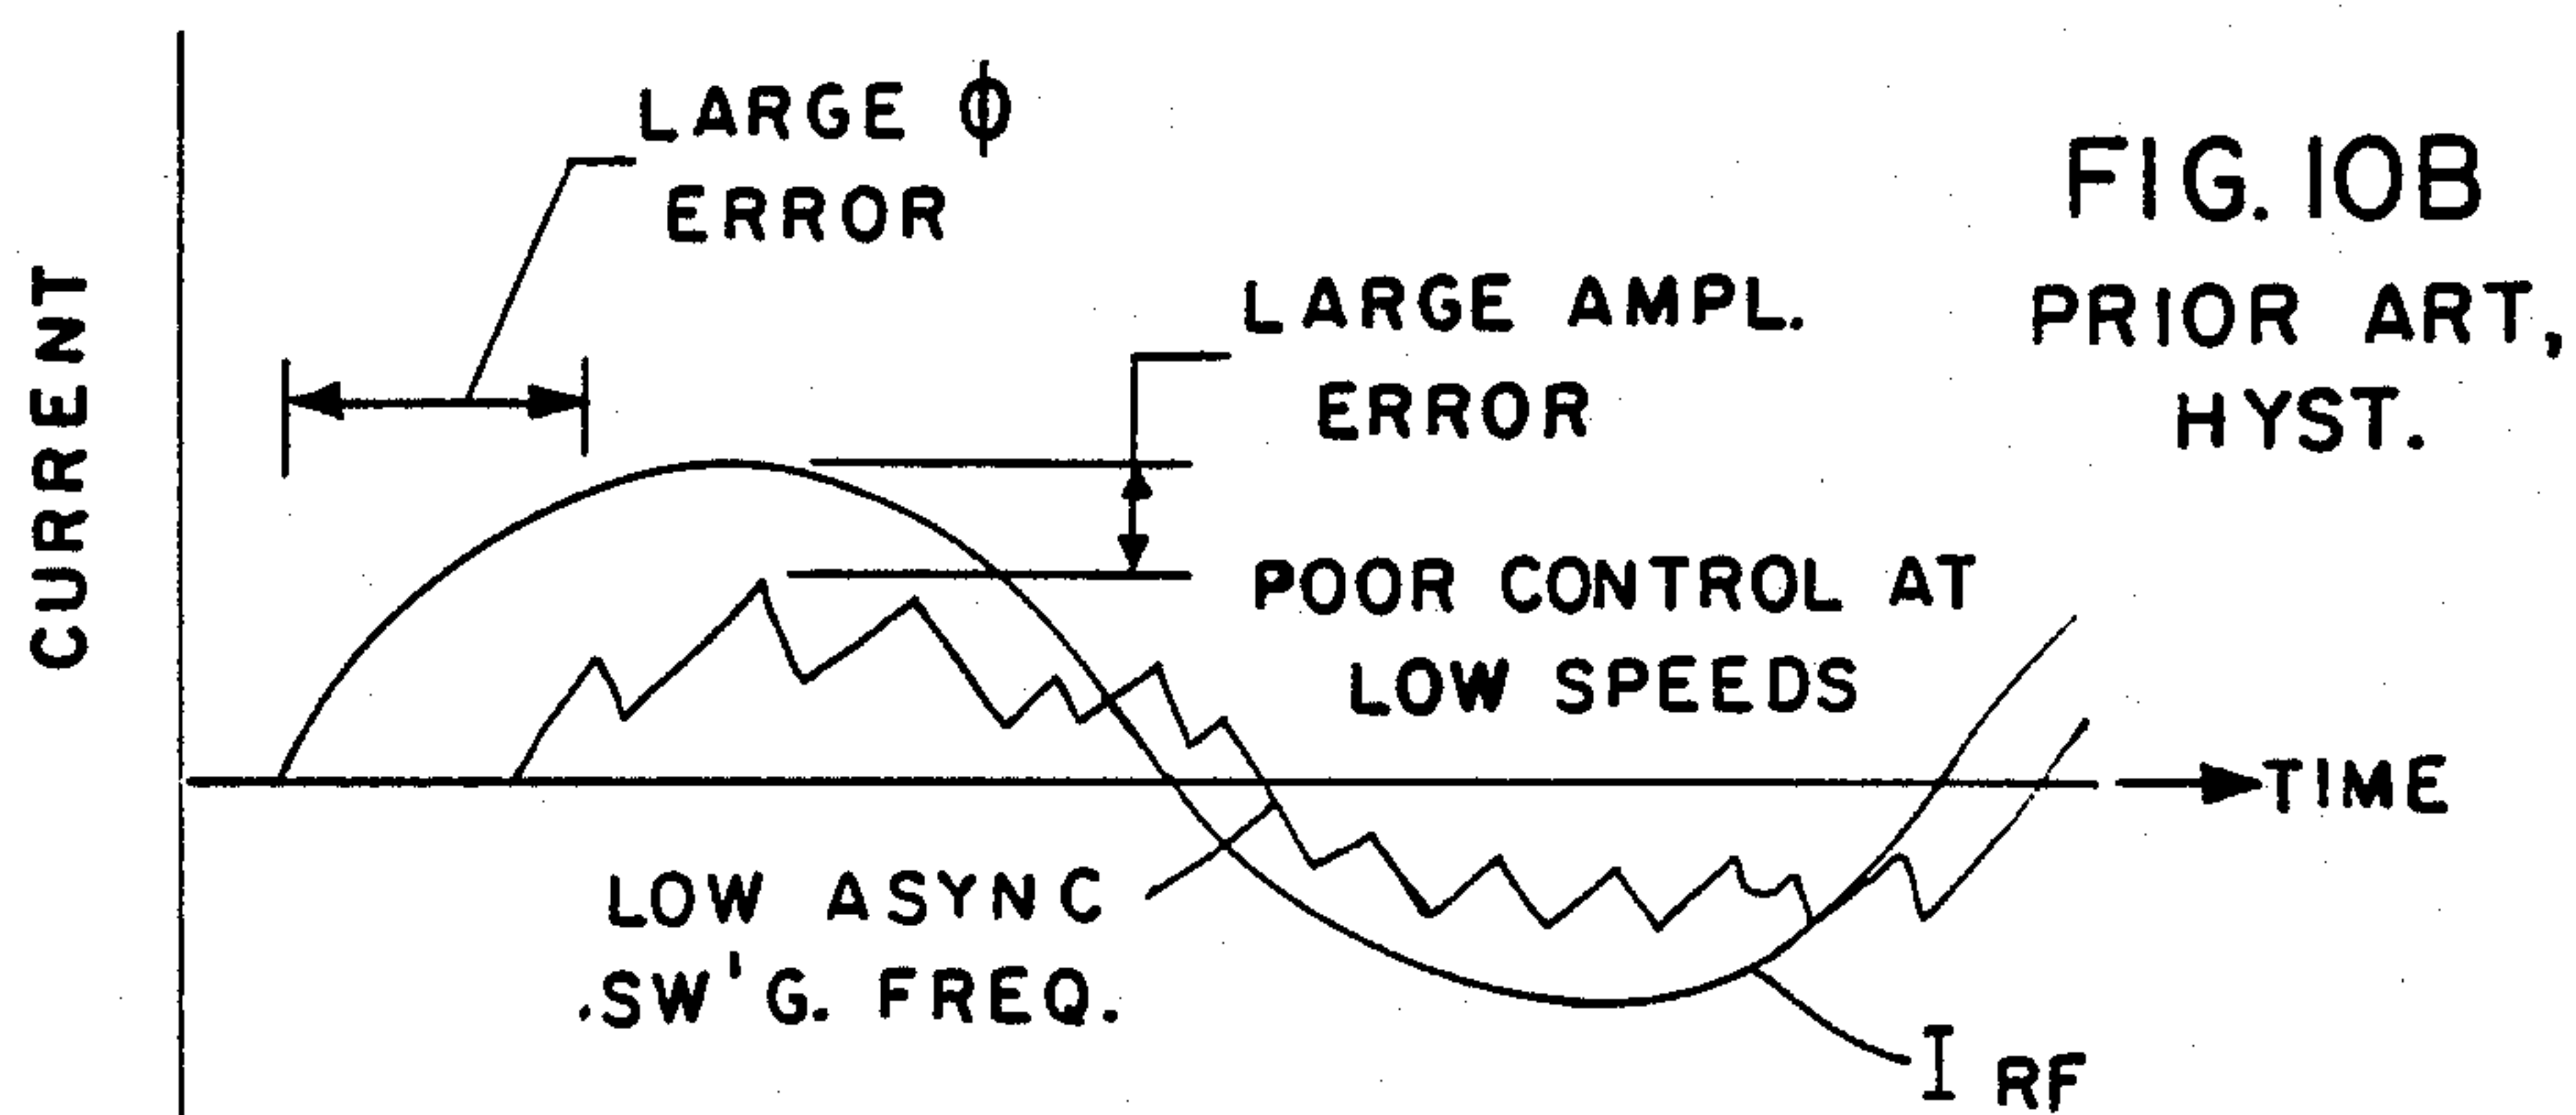 LARGE ϕ
ERROR
FIG. 10B
PRIOR ART,
HYST.
LARGE AMPL.
ERROR
CURRENT
POOR CONTROL AT
LOW SPEEDS
TIME
LOW ASYNC
SW'G. FREQ.
I RF